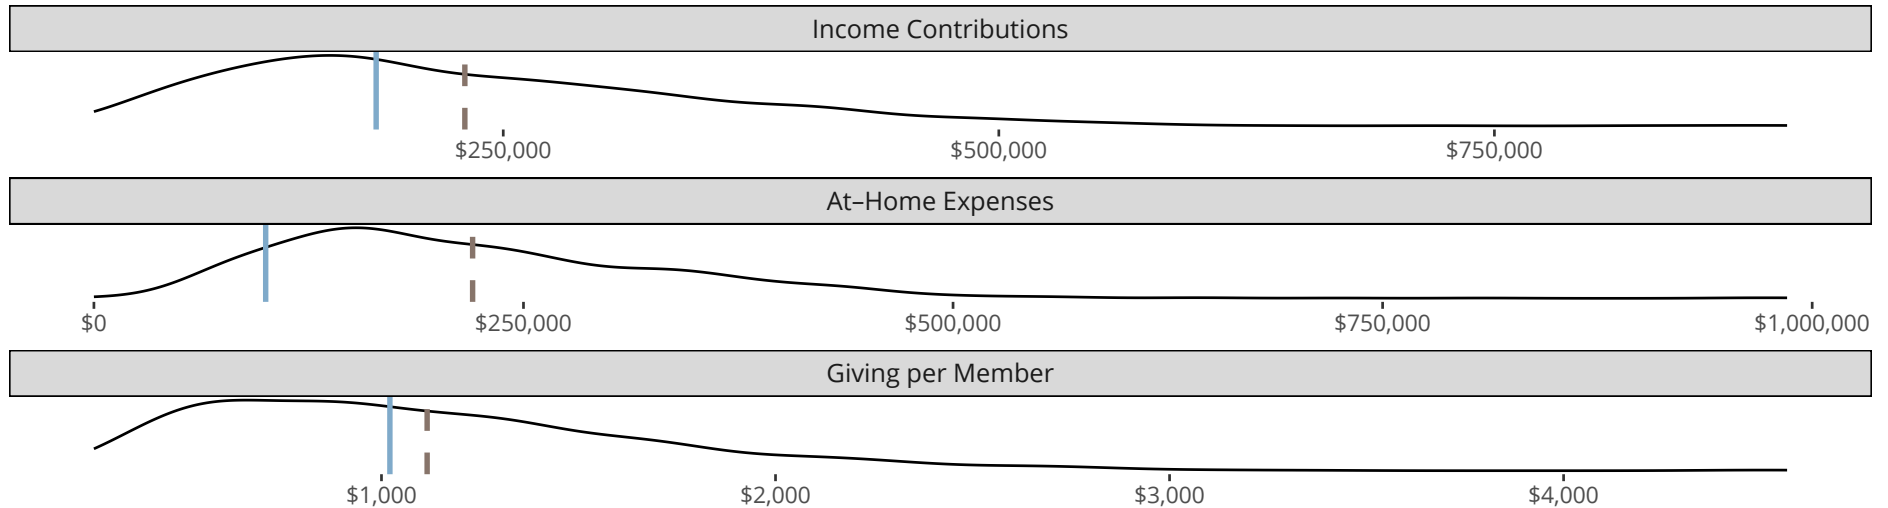 Income Contributions
$250,000 $500,000 $750,000
At–Home Expenses
$0 $250,000 $500,000 $750,000 $1,000,000
Giving per Member
$1,000 $2,000 $3,000 $4,000